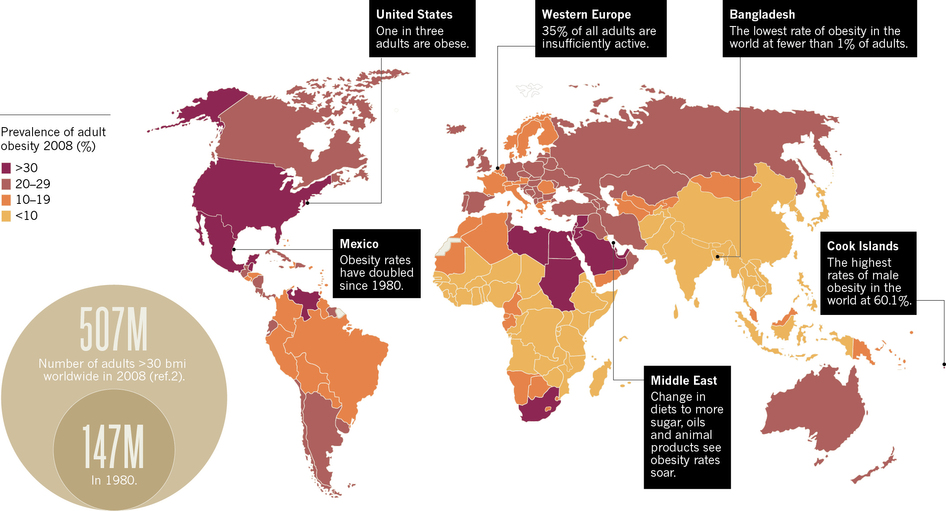 United States
One in three
adults are obese.
Western Europe
35% of all adults are
insufficiently active.
Bangladesh
The lowest rate of obesity in the
world at fewer than 1% of adults.
Prevalence of adult
obesity 2008 (%)
>30
20–29
10–19
<10
Mexico
Obesity rates
have doubled
since 1980.
Cook Islands
The highest
rates of male
obesity in the
world at 60.1%.
507M
Number of adults >30 bmi
worldwide in 2008 (ref.2).
147M
In 1980.
Middle East
Change in
diets to more
sugar, oils
and animal
products see
obesity rates
soar.